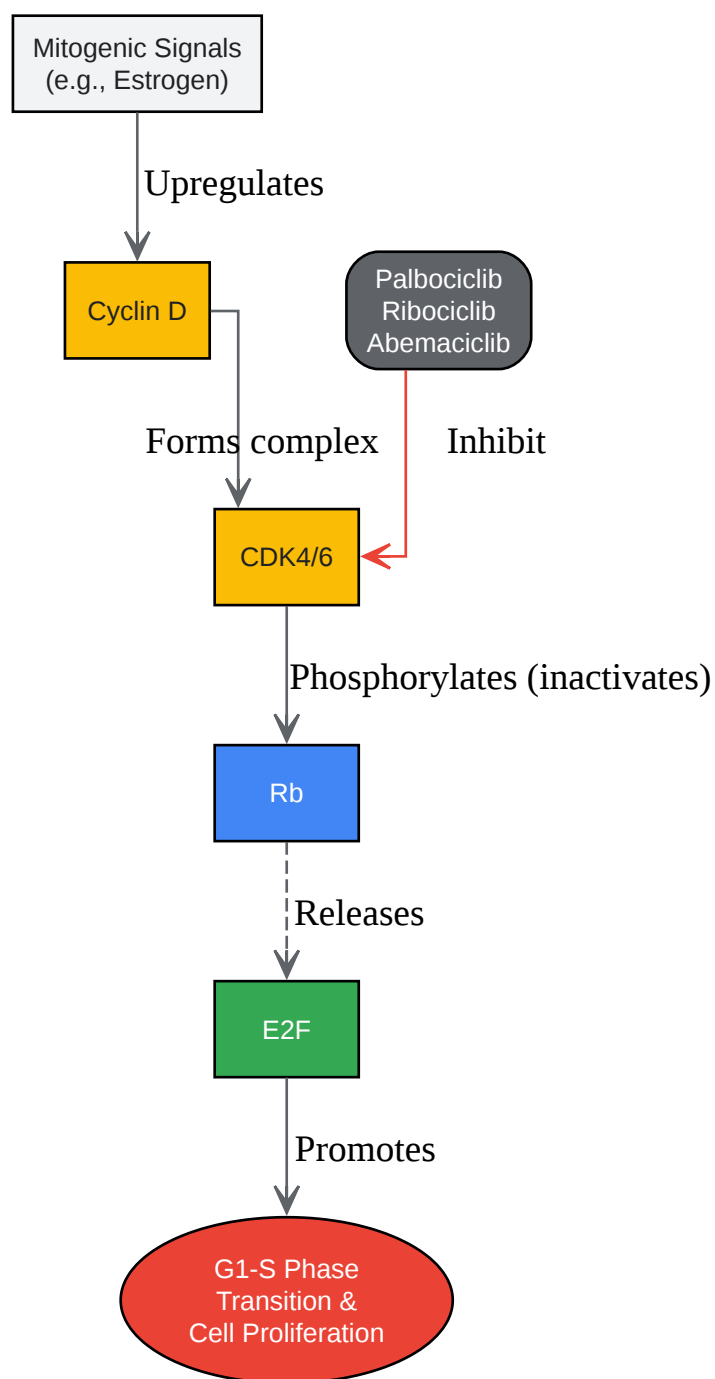 Mitogenic Signals
(e.g., Estrogen)
Upregulates
Cyclin D
Palbociclib
Ribociclib
Abemaciclib
Forms complex
Inhibit
CDK4/6
Phosphorylates (inactivates)
Rb
Releases
E2F
Promotes
G1-S Phase
Transition &
Cell Proliferation